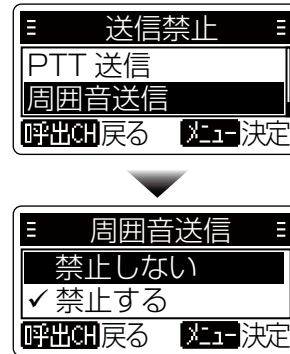 送信禁止
PTT 送信
周囲音送信
呼出CH 戻る メニュー 決定
周囲音送信
禁止しない
✓ 禁止する
呼出CH 戻る メニュー 決定